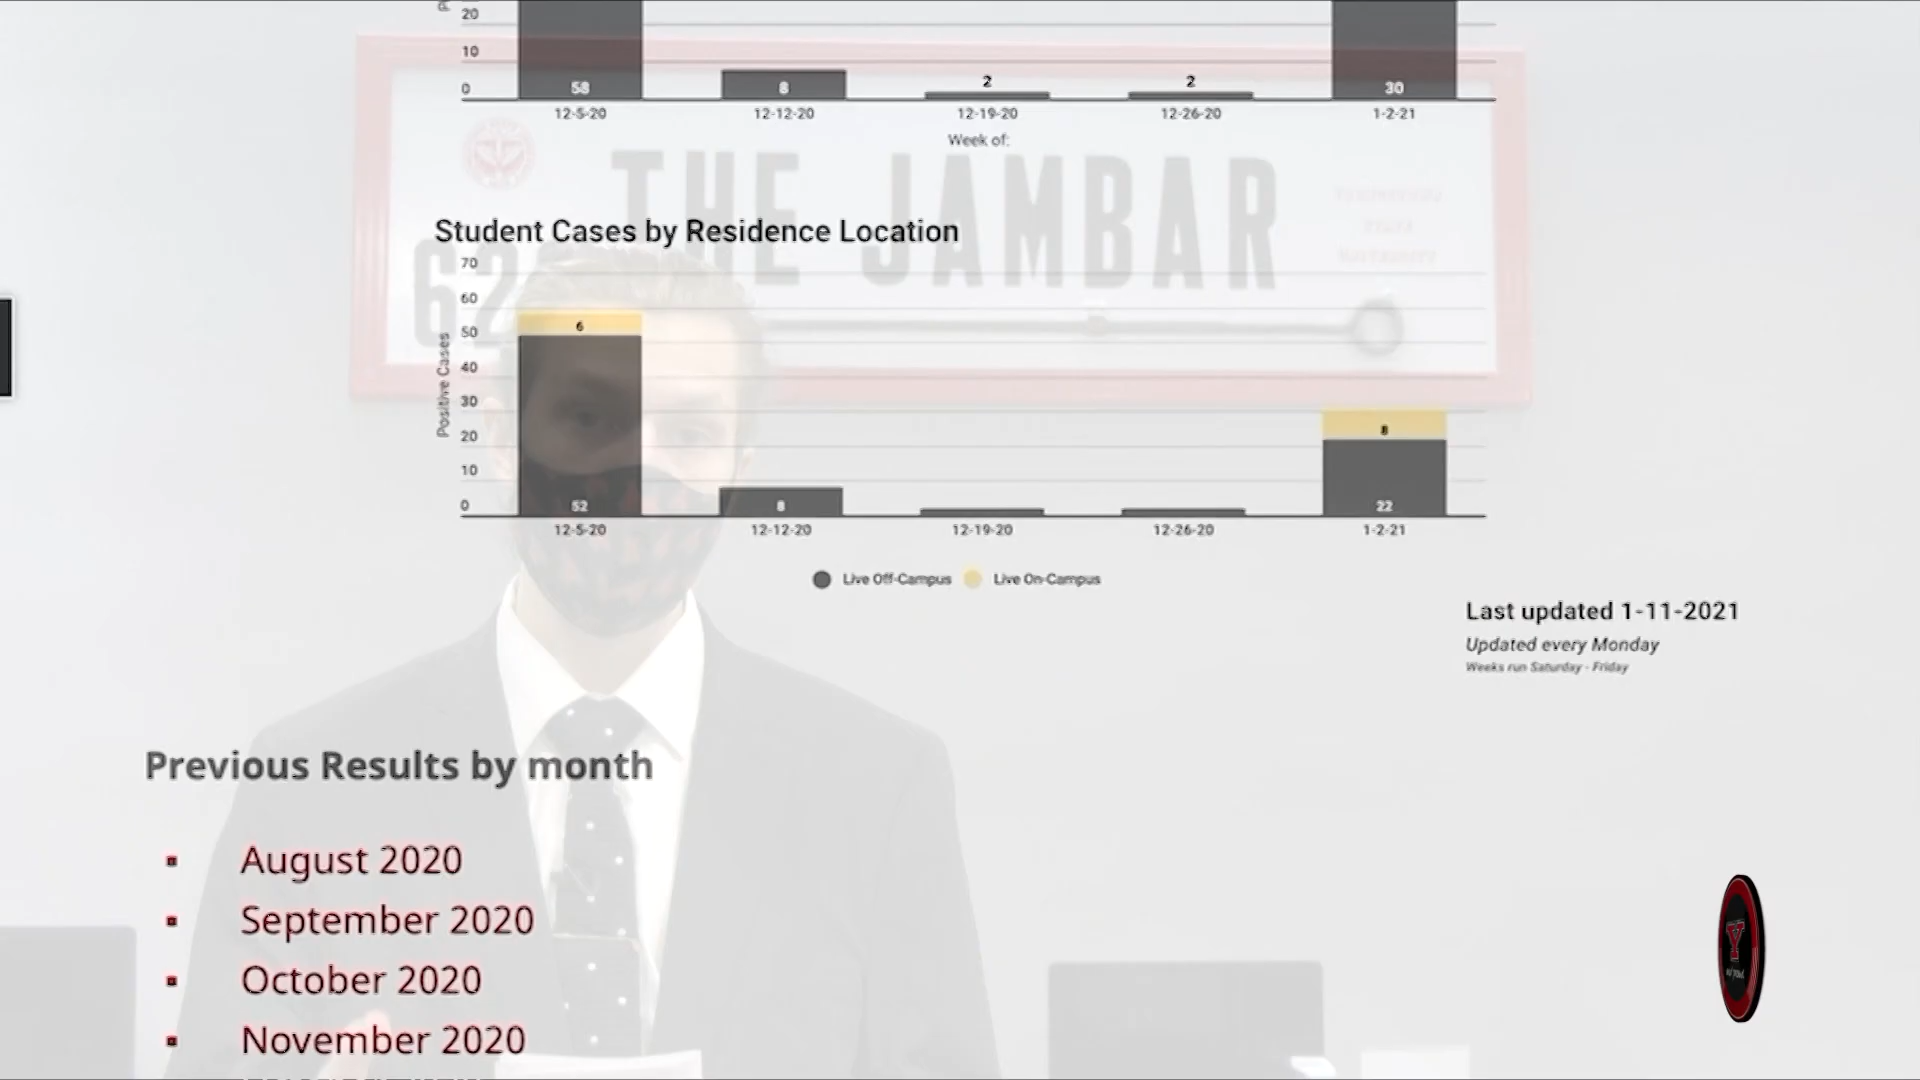 20
10
0
58
8
2
2
30
12-5-20
12-12-20
12-19-20
12-26-20
1-2-21
Week of:
THE JAMBAR
62
Student Cases by Residence Location
Positive Cases
70
60
50
40
30
20
10
0
6
52
8
8
22
12-5-20
12-12-20
12-19-20
12-26-20
1-2-21
Live Off-Campus
Live On-Campus
Last updated 1-11-2021
Updated every Monday
Weeks run Saturday - Friday
Previous Results by month
August 2020
September 2020
October 2020
November 2020
Y